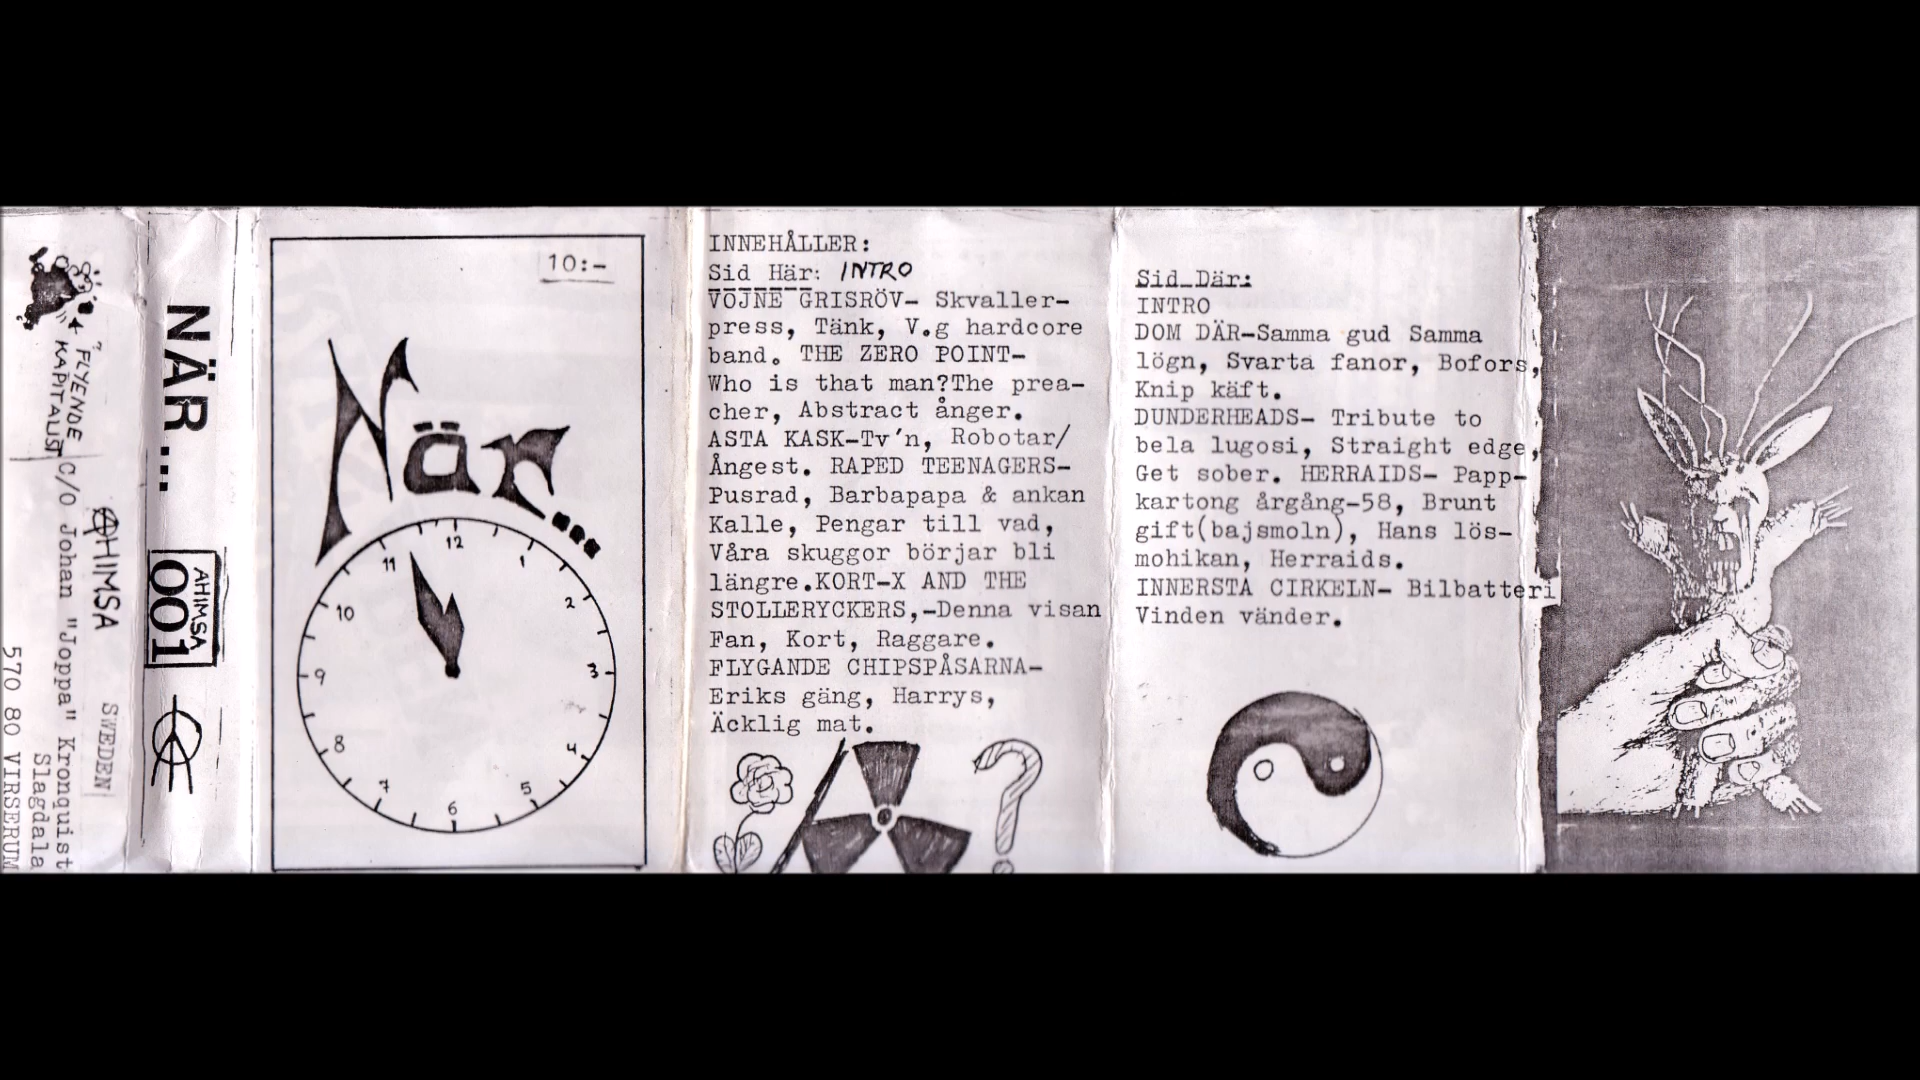 ? FLYENDE
KAPITALIST
AHIMSA SWEDEN
C/O Johan "Joppa" Kronquist
Slagdala
570 80 VIRSERUM
NÄR...
AHIMSA
001
10:-
När...
12
1
2
3
4
5
6
7
8
9
10
11
INNEHÅLLER:
Sid Här: INTRO
VOJNE GRISRÖV- Skvaller-
press, Tänk, V.g hardcore
band. THE ZERO POINT-
Who is that man?The prea-
cher, Abstract ånger.
ASTA KASK-Tv'n, Robotar/
Ångest. RAPED TEENAGERS-
Pusrad, Barbapapa & ankan
Kalle, Pengar till vad,
Våra skuggor börjar bli
längre.KORT-X AND THE
STOLLERYCKERS,-Denna visan
Fan, Kort, Raggare.
FLYGANDE CHIPSPÅSARNA-
Eriks gäng, Harrys,
Äcklig mat.
?
Sid Där:
INTRO
DOM DÄR-Samma gud Samma
lögn, Svarta fanor, Bofors,
Knip käft.
DUNDERHEADS- Tribute to
bela lugosi, Straight edge,
Get sober. HERRAIDS- Papp-
kartong årgång-58, Brunt
gift(bajsmoln), Hans lös-
mohikan, Herraids.
INNERSTA CIRKELN- Bilbatteri
Vinden vänder.